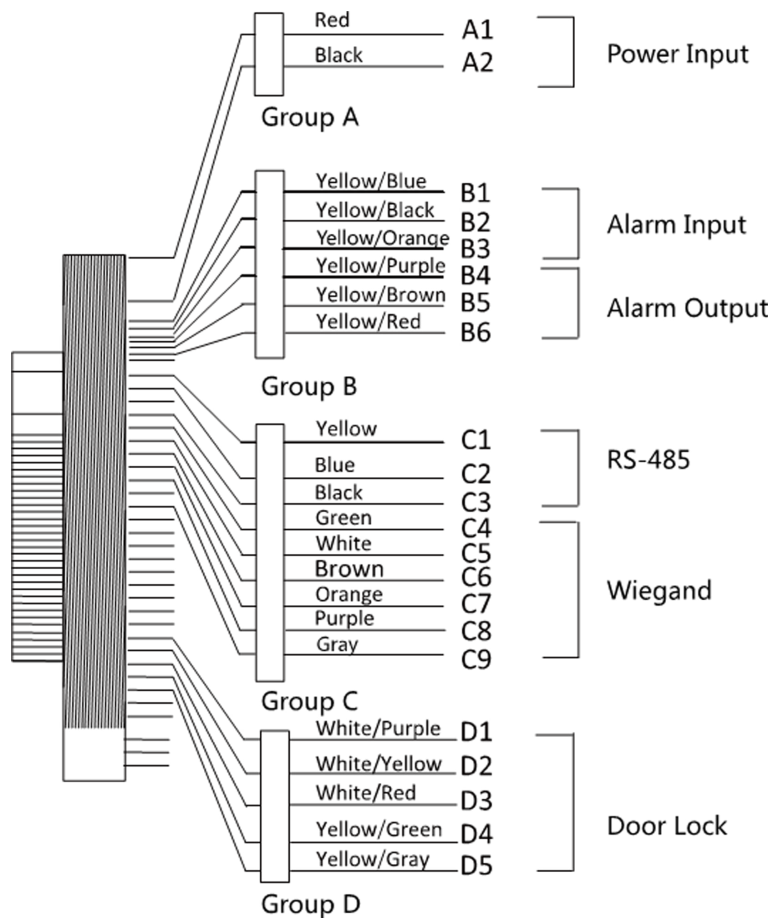 Red A1
Black A2
Power Input
Group A
Yellow/Blue B1
Yellow/Black B2
Yellow/Orange B3
Alarm Input
Yellow/Purple B4
Yellow/Brown B5
Yellow/Red B6
Alarm Output
Group B
Yellow C1
Blue C2
Black C3
RS-485
Green C4
White C5
Brown C6
Orange C7
Purple C8
Gray C9
Wiegand
Group C
White/Purple D1
White/Yellow D2
White/Red D3
Yellow/Green D4
Yellow/Gray D5
Door Lock
Group D